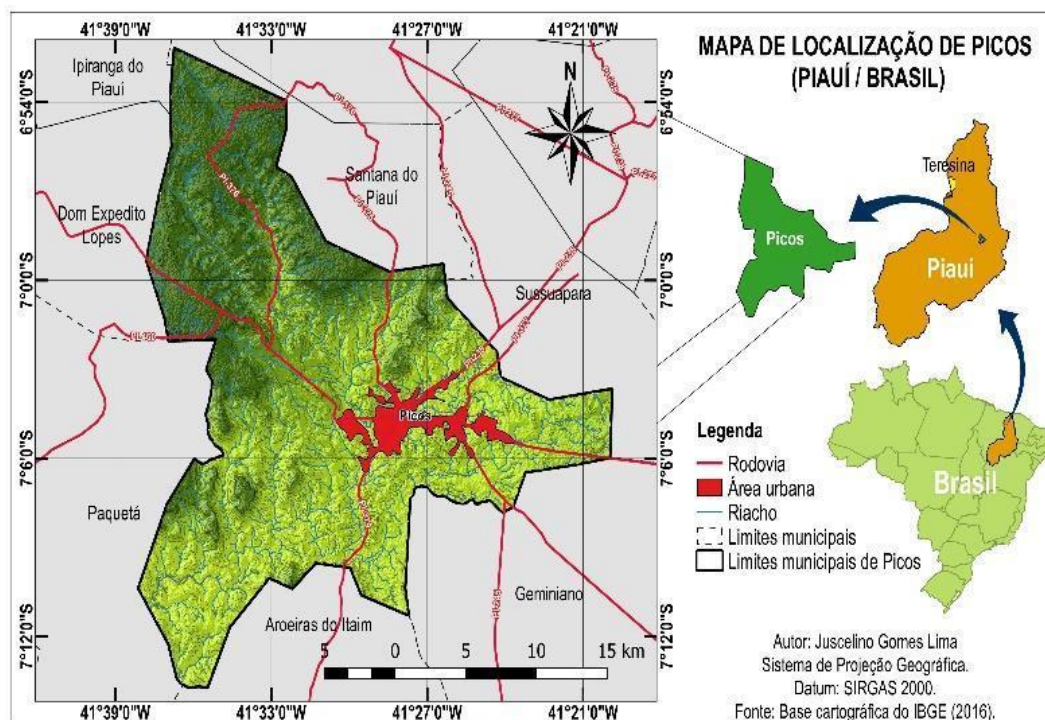 MAPA DE LOCALIZAÇÃO DE PICOS
(PIAUÍ / BRASIL)
41°39'0"W 41°33'0"W 41°27'0"W 41°21'0"W
6°54'0"S
7°0'0"S
7°6'0"S
7°12'0"S
6°54'0"S
7°0'0"S
7°6'0"S
7°12'0"S
Ipiranga do
Piauí
N
Santana do
Piauí
PI-376
Dom Expedito
Lopes
Sussuapara
Picos
Paquetá
Geminiano
Aroeiras do Itaim
5 0 5 10 15 km
41°39'0"W 41°33'0"W 41°27'0"W 41°21'0"W
Teresina
Picos
Piauí
Brasil
Legenda
Rodovia
Área urbana
Riacho
Limites municipais
Limites municipais de Picos
Autor: Juscelino Gomes Lima
Sistema de Projeção Geográfica.
Datum: SIRGAS 2000.
Fonte: Base cartográfica do IBGE (2016).